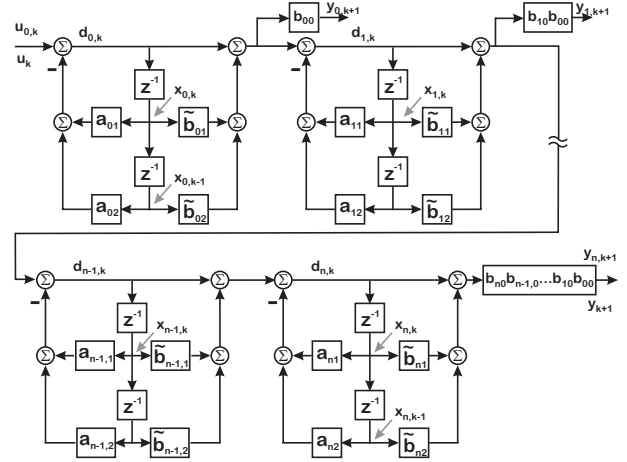 u₀,ₖ Σ d₀,ₖ Σ b₀₀ y₀,ₖ₊₁ Σ d₁,ₖ Σ b₁₀b₀₀ y₁,ₖ₊₁
uₖ
z⁻¹ z⁻¹
x₀,ₖ x₁,ₖ
Σ a₀₁ b̃₀₁ Σ Σ a₁₁ b̃₁₁ Σ
z⁻¹ z⁻¹
x₀,ₖ₋₁
a₀₂ b̃₀₂ a₁₂ b̃₁₂
Σ dₙ₋₁,ₖ Σ Σ dₙ,ₖ Σ bₙ₀bₙ₋₁,₀...b₁₀b₀₀ yₙ,ₖ₊₁
yₖ₊₁
z⁻¹ z⁻¹
xₙ₋₁,ₖ xₙ,ₖ
Σ aₙ₋₁,₁ b̃ₙ₋₁,₁ Σ Σ aₙ₁ b̃ₙ₁ Σ
z⁻¹ z⁻¹
xₙ,ₖ₋₁
aₙ₋₁,₂ b̃ₙ₋₁,₂ aₙ₂ b̃ₙ₂